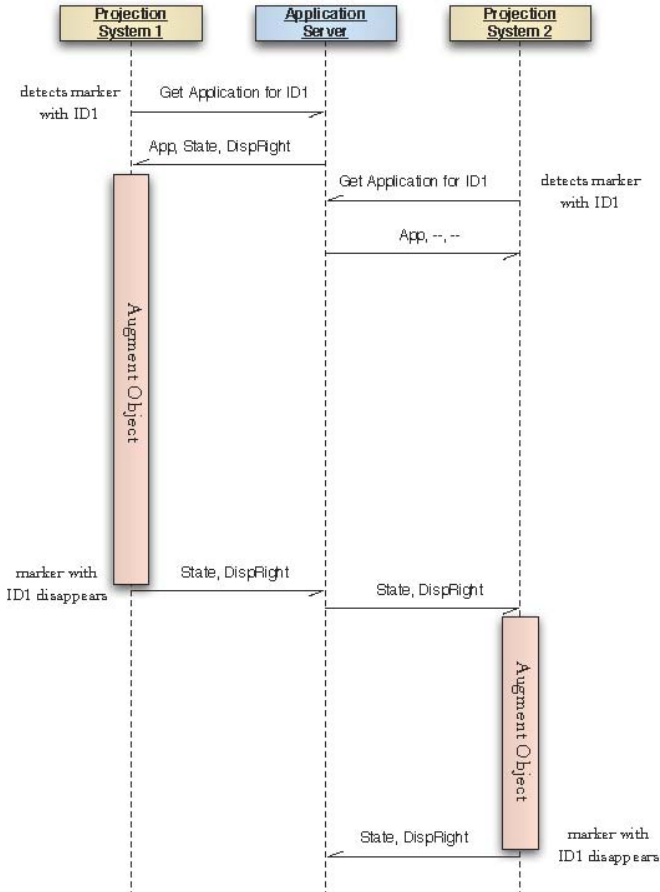 Projection
System 1
Application
Server
Projection
System 2
detects marker
with ID1
Get Application for ID1
App, State, DispRight
Get Application for ID1
detects marker
with ID1
App, --, --
Augment Object
marker with
ID1 disappears
State, DispRight
State, DispRight
Augment Object
State, DispRight
marker with
ID1 disappears